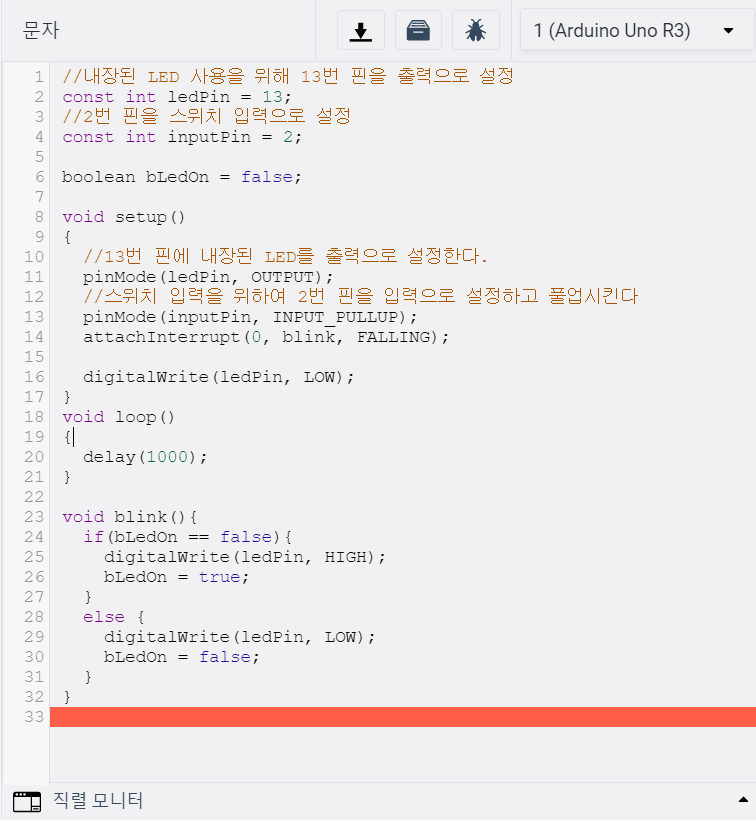 문자
1 (Arduino Uno R3)
1 //내장된 LED 사용을 위해 13번 핀을 출력으로 설정
2 const int ledPin = 13;
3 //2번 핀을 스위치 입력으로 설정
4 const int inputPin = 2;
5
6 boolean bLedOn = false;
7
8 void setup()
9 {
10   //13번 핀에 내장된 LED를 출력으로 설정한다.
11   pinMode(ledPin, OUTPUT);
12   //스위치 입력을 위하여 2번 핀을 입력으로 설정하고 풀업시킨다
13   pinMode(inputPin, INPUT_PULLUP);
14   attachInterrupt(0, blink, FALLING);
15
16   digitalWrite(ledPin, LOW);
17 }
18 void loop()
19 {
20   delay(1000);
21 }
22
23 void blink(){
24   if(bLedOn == false){
25     digitalWrite(ledPin, HIGH);
26     bLedOn = true;
27   }
28   else {
29     digitalWrite(ledPin, LOW);
30     bLedOn = false;
31   }
32 }
33
직렬 모니터